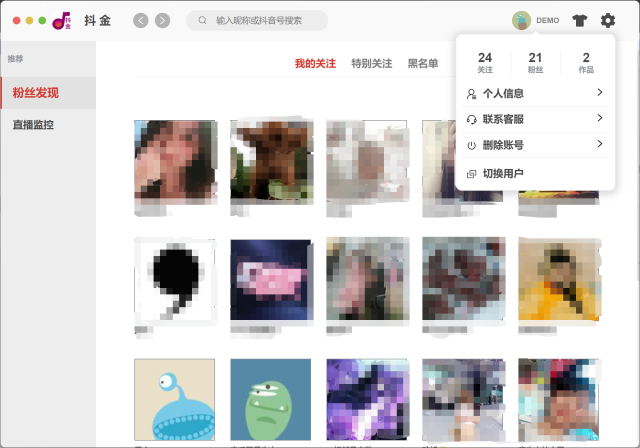 抖金
输入昵称或抖音号搜索
DEMO
推荐
粉丝发现
直播监控
我的关注 特别关注 黑名单
24 21 2
关注 粉丝 作品
个人信息
联系客服
删除账号
切换用户